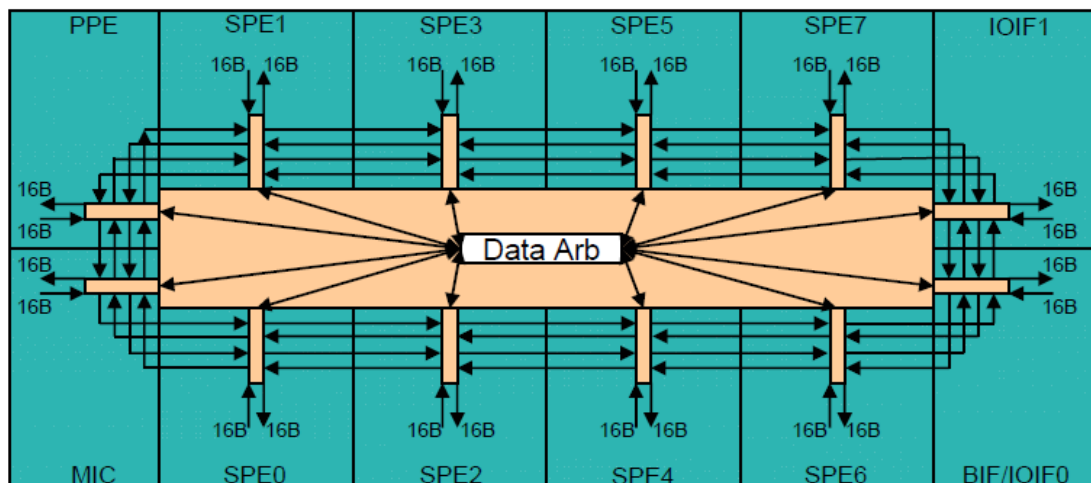 PPE SPE1 SPE3 SPE5 SPE7 IOIF1
16B 16B 16B 16B 16B 16B 16B 16B
16B 16B
16B 16B
Data Arb
16B 16B
16B 16B
16B 16B 16B 16B 16B 16B 16B 16B
MIC SPE0 SPE2 SPE4 SPE6 BIF/IOIF0